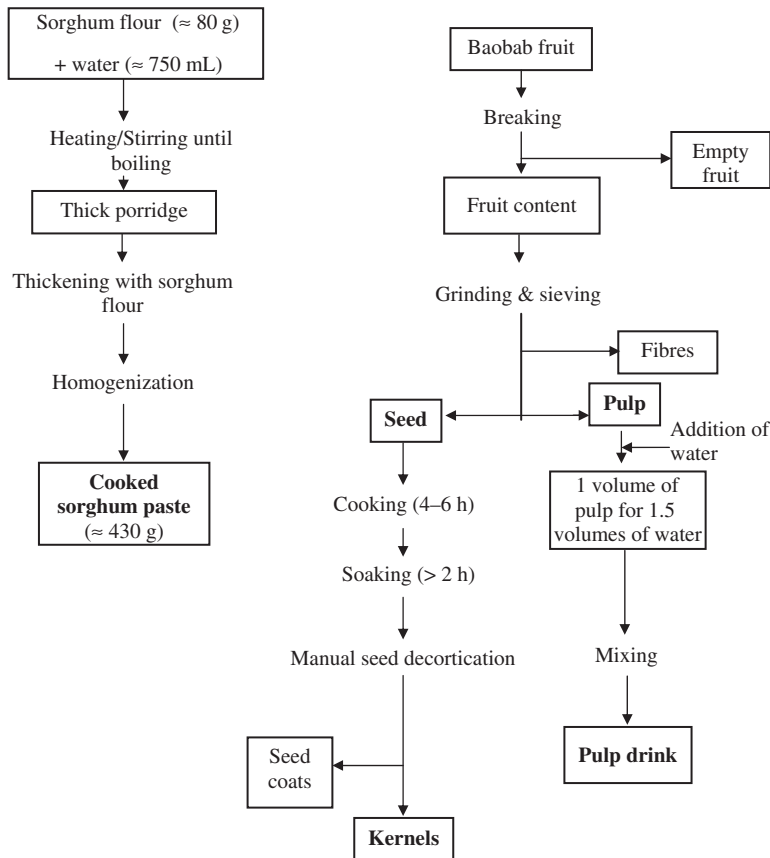 Sorghum flour (≈ 80 g)
+ water (≈ 750 mL)
Heating/Stirring until
boiling
Thick porridge
Thickening with sorghum
flour
Homogenization
Cooked
sorghum paste
(≈ 430 g)
Baobab fruit
Breaking
Empty
fruit
Fruit content
Grinding & sieving
Fibres
Seed
Pulp
Addition of
water
Cooking (4–6 h)
1 volume of
pulp for 1.5
volumes of water
Soaking (> 2 h)
Manual seed decortication
Mixing
Seed
coats
Pulp drink
Kernels